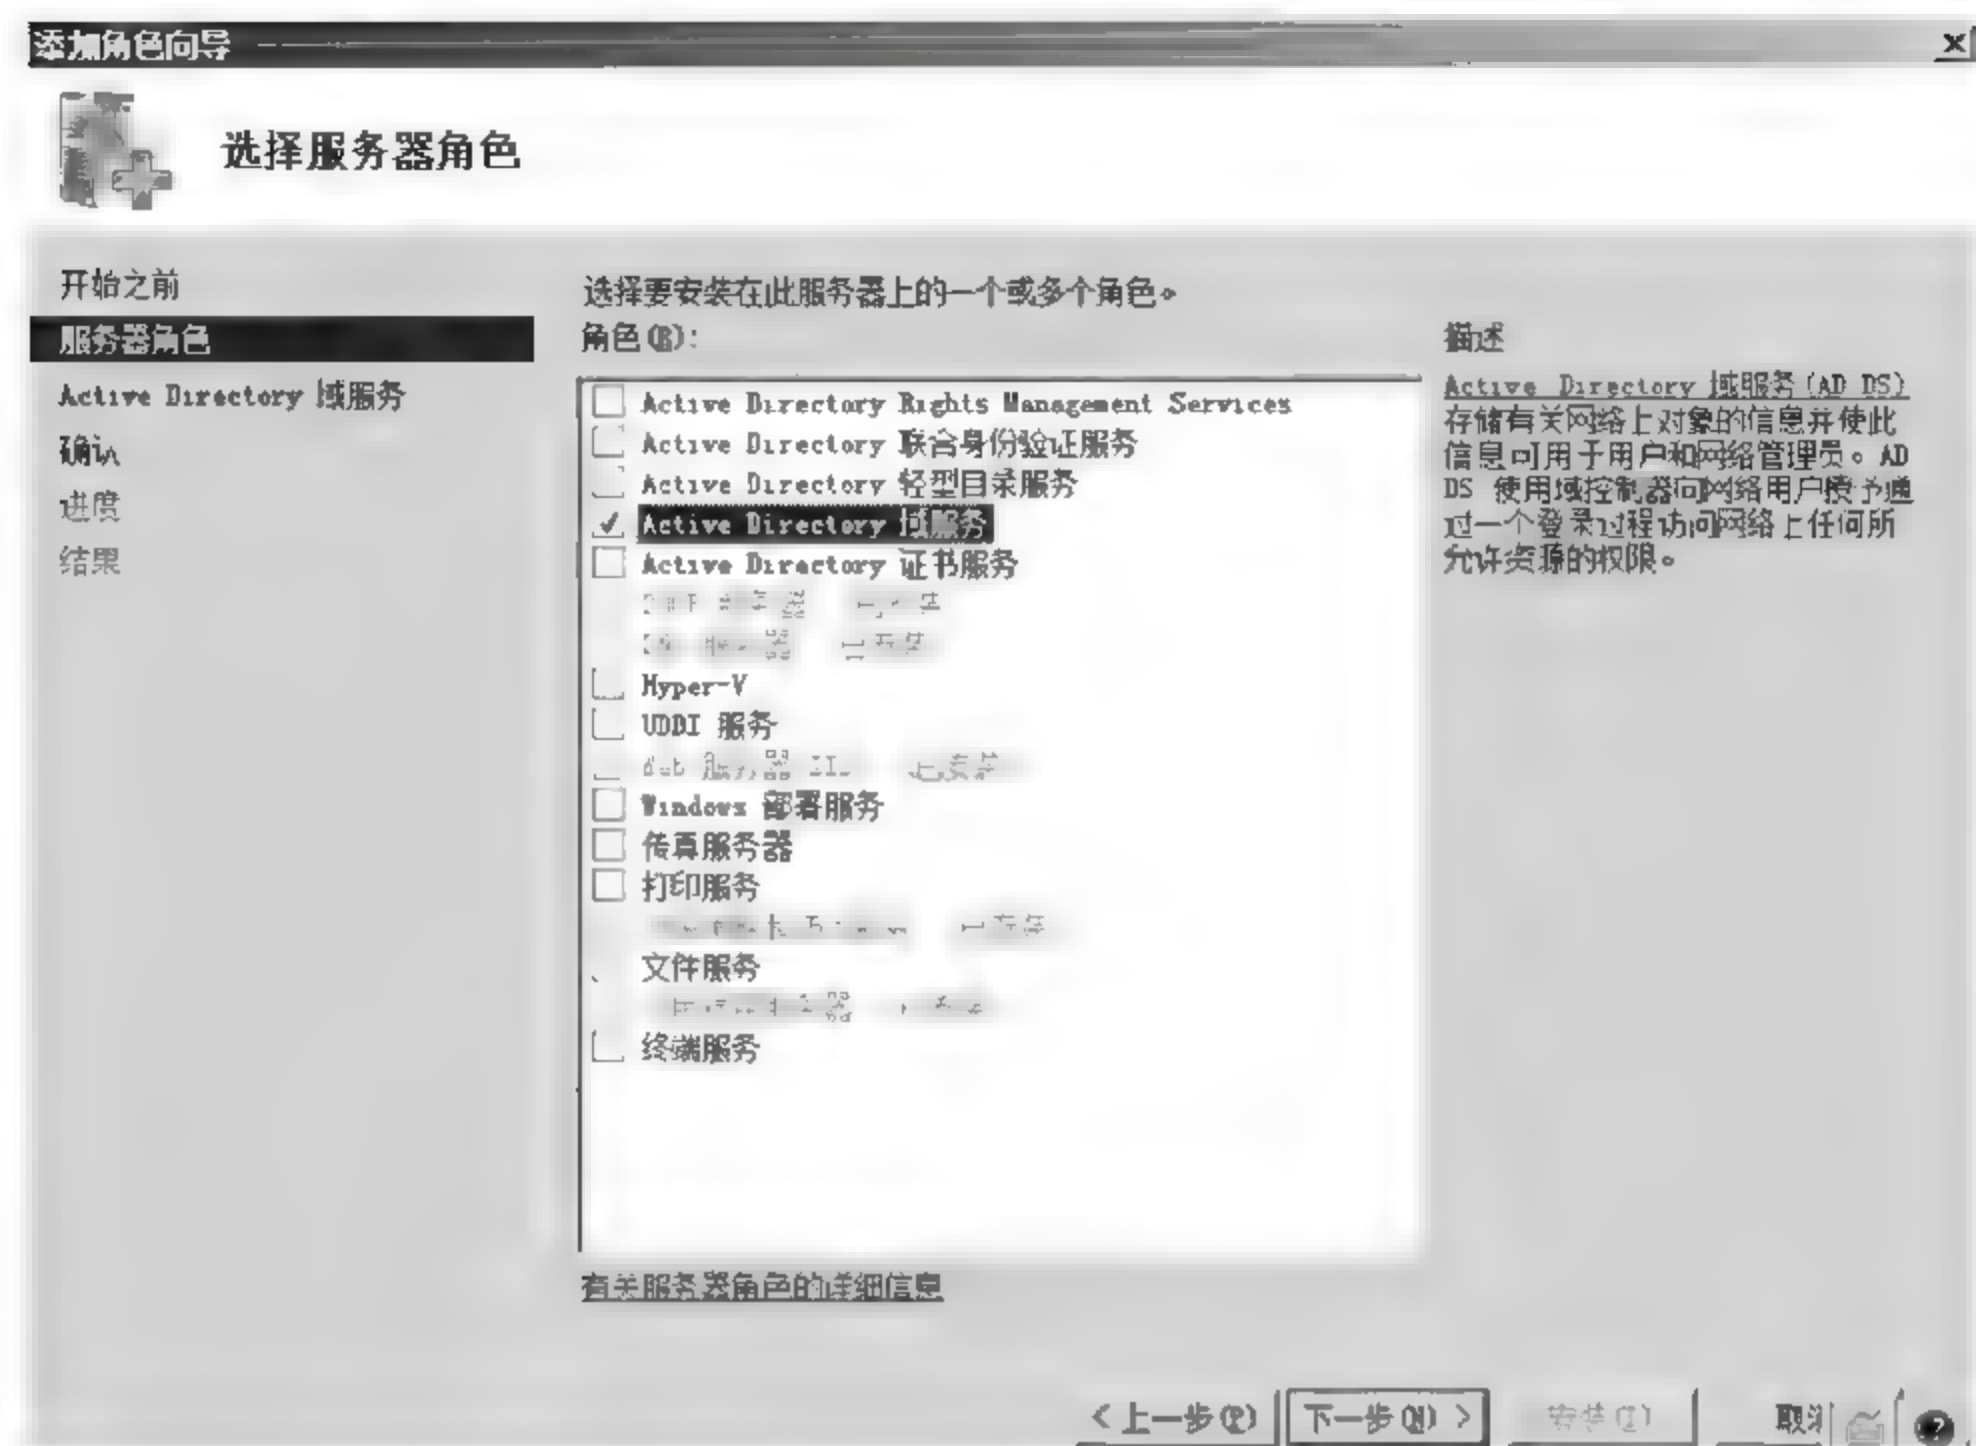 添加角色向导
选择服务器角色
开始之前
服务器角色
Active Directory 域服务
确认
进度
结果
选择要安装在此服务器上的一个或多个角色。
角色(R):
Active Directory Rights Management Services
Active Directory 联合身份验证服务
Active Directory 轻型目录服务
Active Directory 域服务
Active Directory 证书服务
Hyper-V
UDDI 服务
Web 服务器 已安装
Windows 部署服务
传真服务器
打印服务
文件服务
终端服务
有关服务器角色的详细信息
描述
Active Directory 域服务(AD DS)
存储有关网络上对象的信息并使此
信息可用于用户和网络管理员。AD
DS 使用域控制器向网络用户授予通
过一个登录过程访问网络上任何所
允许资源的权限。
<上一步(P)
下一步(N) >
安装(I)
取消